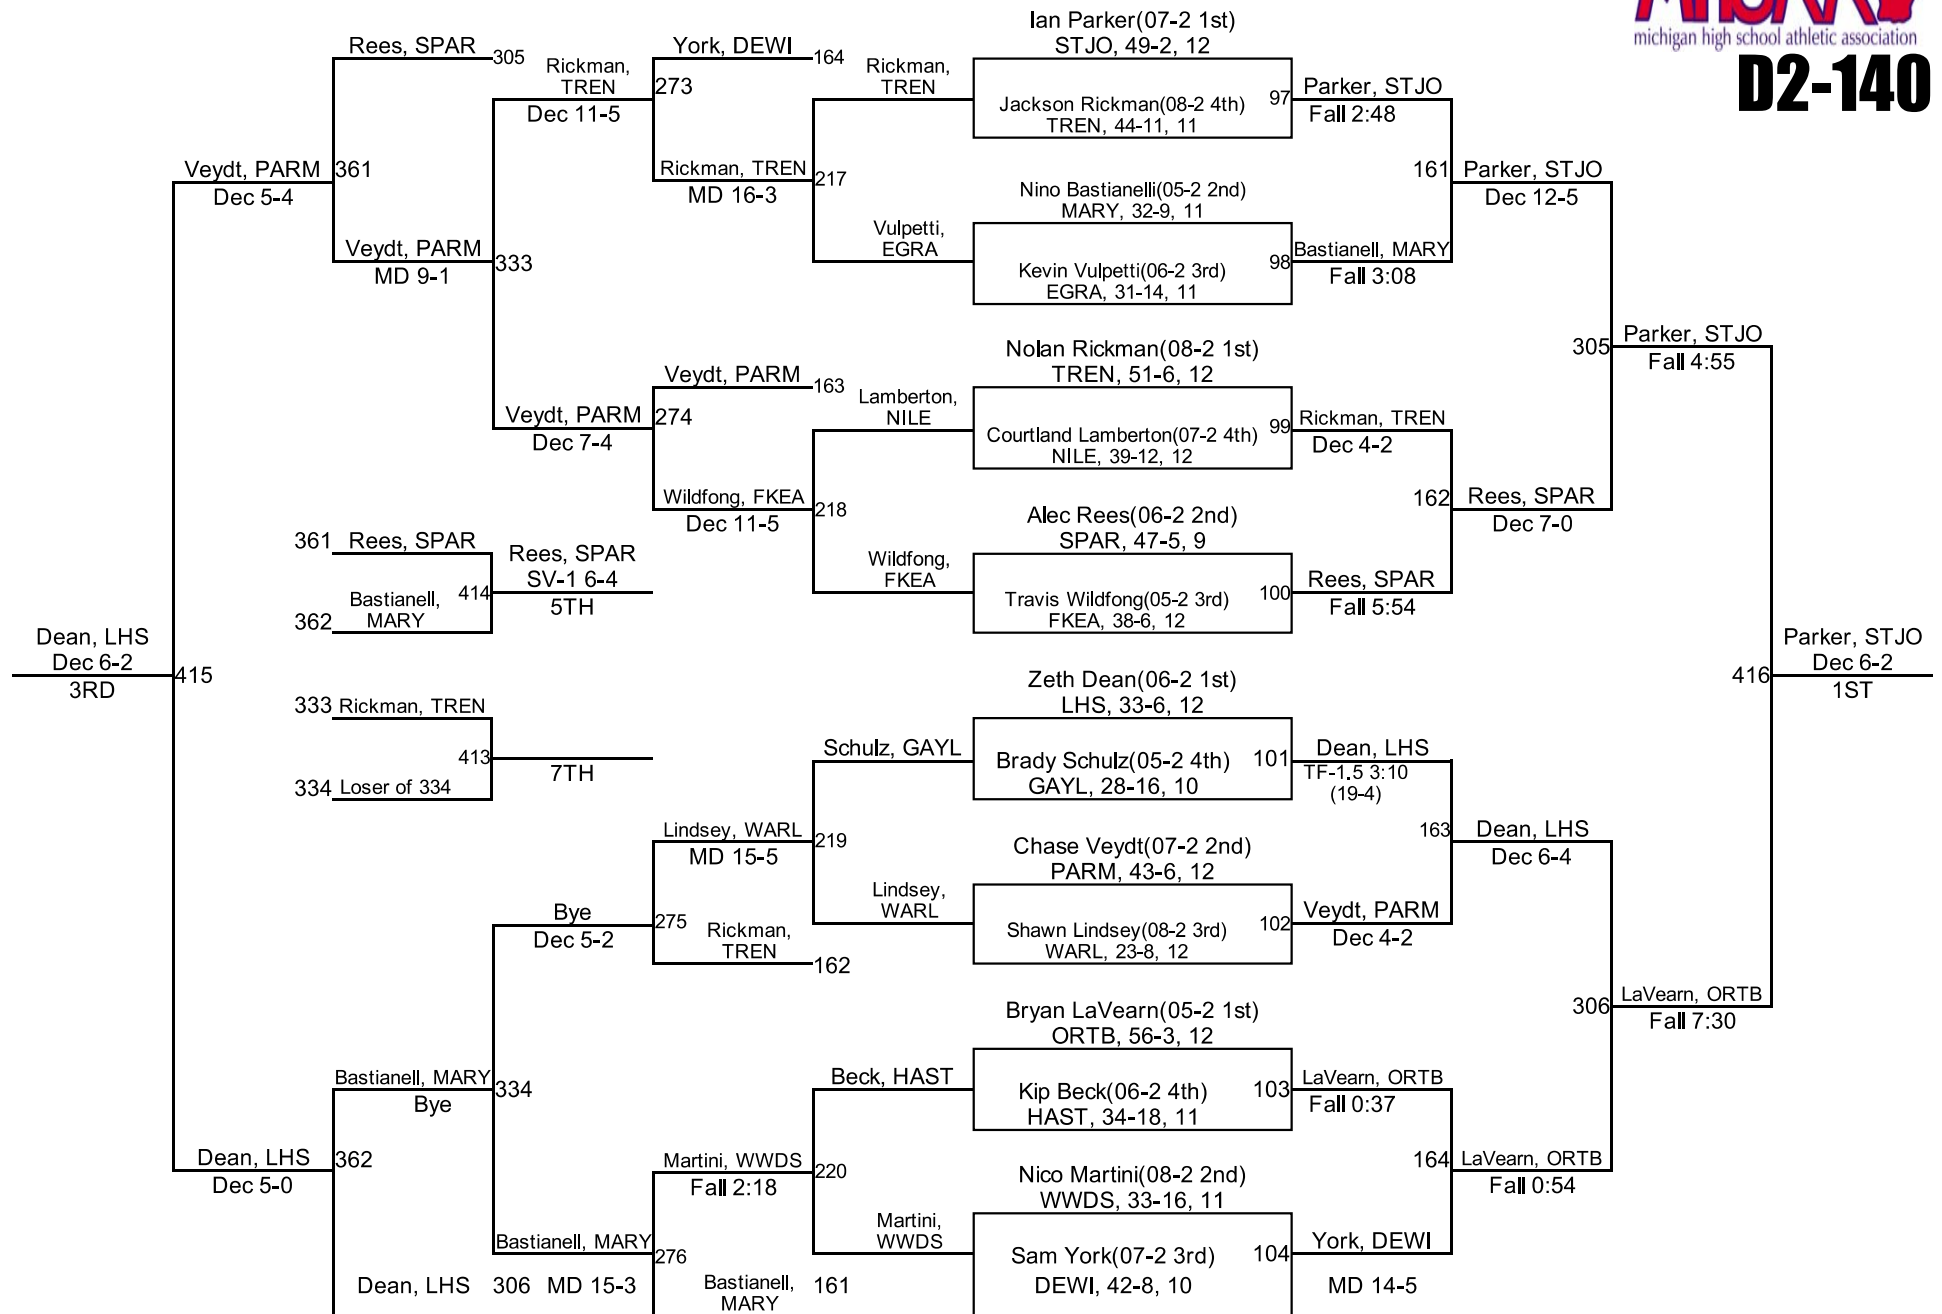 MHSAA
michigan high school athletic association
D2-140
Ian Parker(07-2 1st)
STJO, 49-2, 12
Jackson Rickman(08-2 4th)
TREN, 44-11, 11
97
Nino Bastianelli(05-2 2nd)
MARY, 32-9, 11
Kevin Vulpetti(06-2 3rd)
EGRA, 31-14, 11
98
Nolan Rickman(08-2 1st)
TREN, 51-6, 12
Courtland Lamberton(07-2 4th)
NILE, 39-12, 12
99
Alec Rees(06-2 2nd)
SPAR, 47-5, 9
Travis Wildfong(05-2 3rd)
FKEA, 38-6, 12
100
Zeth Dean(06-2 1st)
LHS, 33-6, 12
Brady Schulz(05-2 4th)
GAYL, 28-16, 10
101
Chase Veydt(07-2 2nd)
PARM, 43-6, 12
Shawn Lindsey(08-2 3rd)
WARL, 23-8, 12
102
Bryan LaVearn(05-2 1st)
ORTB, 56-3, 12
Kip Beck(06-2 4th)
HAST, 34-18, 11
103
Nico Martini(08-2 2nd)
WWDS, 33-16, 11
Sam York(07-2 3rd)
DEWI, 42-8, 10
104
Parker, STJO
Fall 2:48
161
Bastianell, MARY
Fall 3:08
Rickman, TREN
Dec 4-2
162
Rees, SPAR
Fall 5:54
Dean, LHS
TF-1.5 3:10
(19-4)
163
Veydt, PARM
Dec 4-2
LaVearn, ORTB
Fall 0:37
164
York, DEWI
MD 14-5
Parker, STJO
Dec 12-5
305
Rees, SPAR
Dec 7-0
Dean, LHS
Dec 6-4
306
LaVearn, ORTB
Fall 0:54
Parker, STJO
Fall 4:55
416
LaVearn, ORTB
Fall 7:30
Parker, STJO
Dec 6-2
1ST
Rickman,
TREN
217
Vulpetti,
EGRA
Lamberton,
NILE
218
Wildfong,
FKEA
Schulz, GAYL
219
Lindsey,
WARL
Beck, HAST
220
Martini,
WWDS
York, DEWI
164
273
Rickman, TREN
MD 16-3
Veydt, PARM
163
274
Wildfong, FKEA
Dec 11-5
Lindsey, WARL
MD 15-5
275
Rickman,
TREN
162
Martini, WWDS
Fall 2:18
276
Bastianell,
MARY
161
Rickman,
TREN
Dec 11-5
333
Veydt, PARM
Dec 7-4
Bye
Dec 5-2
334
Bastianell, MARY
MD 15-3
Rees, SPAR
305
361
Veydt, PARM
MD 9-1
Bastianell, MARY
Bye
362
Dean, LHS
306
Veydt, PARM
Dec 5-4
415
Dean, LHS
Dec 5-0
Dean, LHS
Dec 6-2
3RD
361
Rees, SPAR
414
362
Bastianell,
MARY
Rees, SPAR
SV-1 6-4
5TH
333
Rickman, TREN
413
334
Loser of 334
7TH